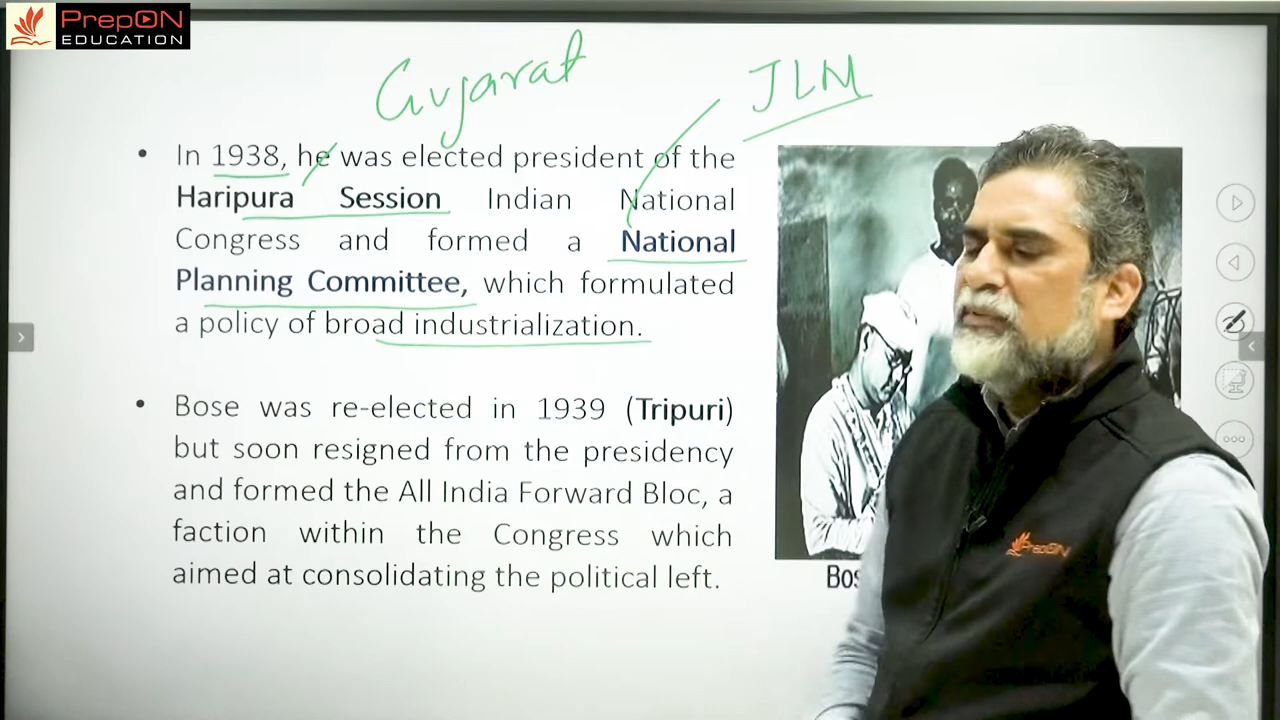 PrepON
EDUCATION
Gujarat
JLN
• In 1938, he was elected president of the
Haripura Session Indian National
Congress and formed a National
Planning Committee, which formulated
a policy of broad industrialization.
• Bose was re-elected in 1939 (Tripuri)
but soon resigned from the presidency
and formed the All India Forward Bloc, a
faction within the Congress which
aimed at consolidating the political left.
Bos
PrepON